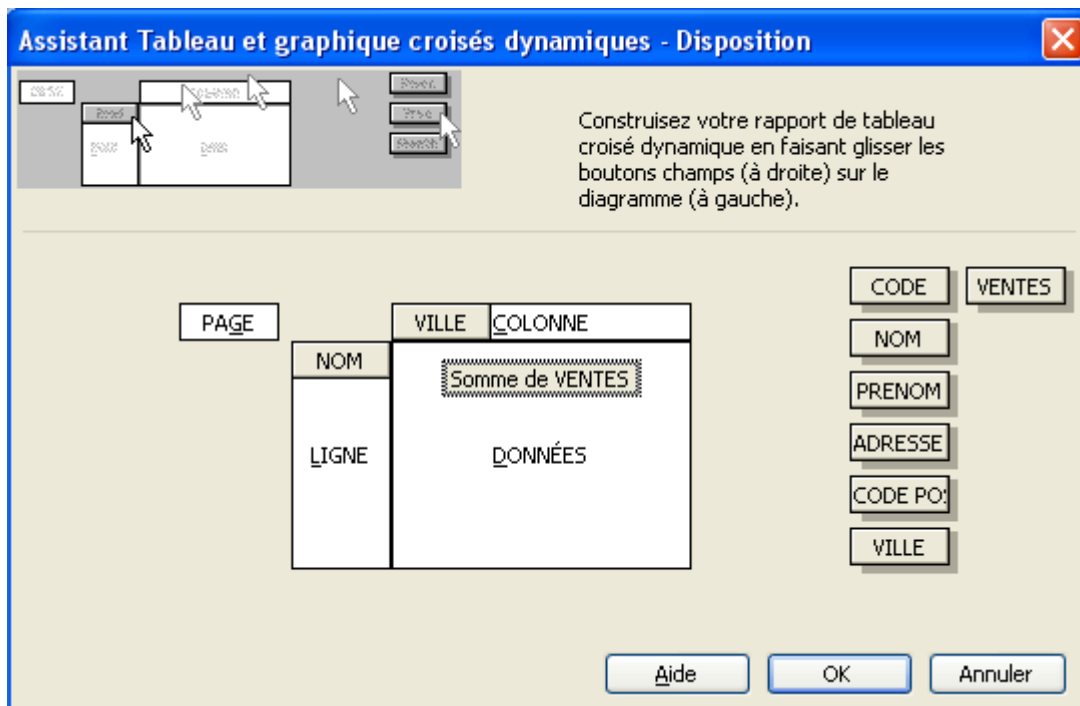 Assistant Tableau et graphique croisés dynamiques - Disposition
Construisez votre rapport de tableau
croisé dynamique en faisant glisser les
boutons champs (à droite) sur le
diagramme (à gauche).
PAGE
VILLE
COLONNE
NOM
Somme de VENTES
LIGNE
DONNÉES
CODE
VENTES
NOM
PRENOM
ADRESSE
CODE PO
VILLE
Aide
OK
Annuler